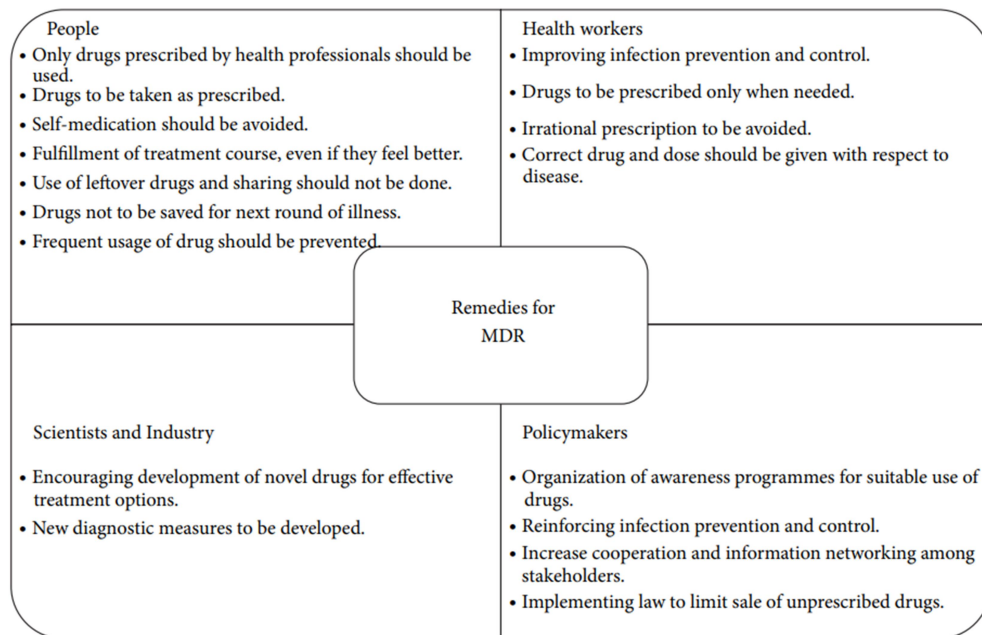 People
• Only drugs prescribed by health professionals should be
used.
• Drugs to be taken as prescribed.
• Self-medication should be avoided.
• Fulfillment of treatment course, even if they feel better.
• Use of leftover drugs and sharing should not be done.
• Drugs not to be saved for next round of illness.
• Frequent usage of drug should be prevented.
Health workers
• Improving infection prevention and control.
• Drugs to be prescribed only when needed.
• Irrational prescription to be avoided.
• Correct drug and dose should be given with respect to
disease.
Remedies for
MDR
Scientists and Industry
• Encouraging development of novel drugs for effective
treatment options.
• New diagnostic measures to be developed.
Policymakers
• Organization of awareness programmes for suitable use of
drugs.
• Reinforcing infection prevention and control.
• Increase cooperation and information networking among
stakeholders.
• Implementing law to limit sale of unprescribed drugs.